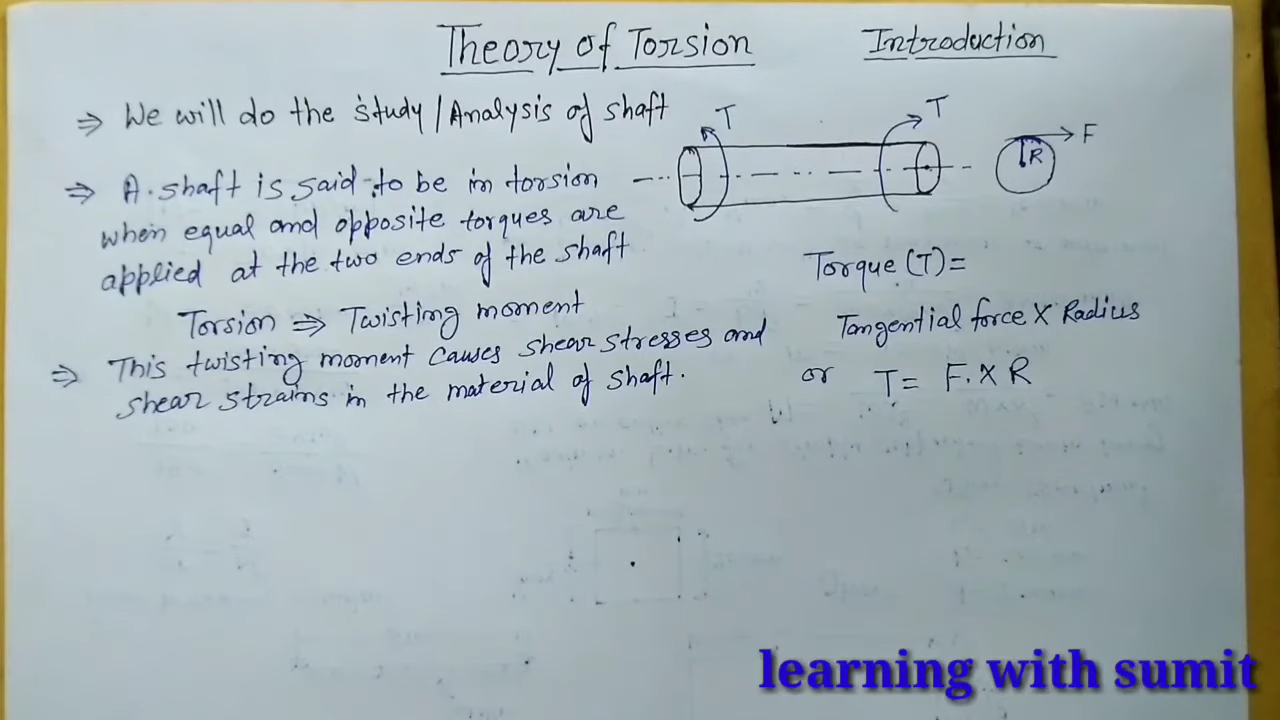 Theory of Torsion Introduction
⇒ We will do the study/Analysis of shaft
⇒ A shaft is said to be in torsion
when equal and opposite torques are
applied at the two ends of the shaft
Torsion ⇒ Twisting moment
⇒ This twisting moment causes shear stresses and
shear strains in the material of shaft.
T T
F
R
Torque (T) =
Tangential force X Radius
or T = F. X R
learning with sumit